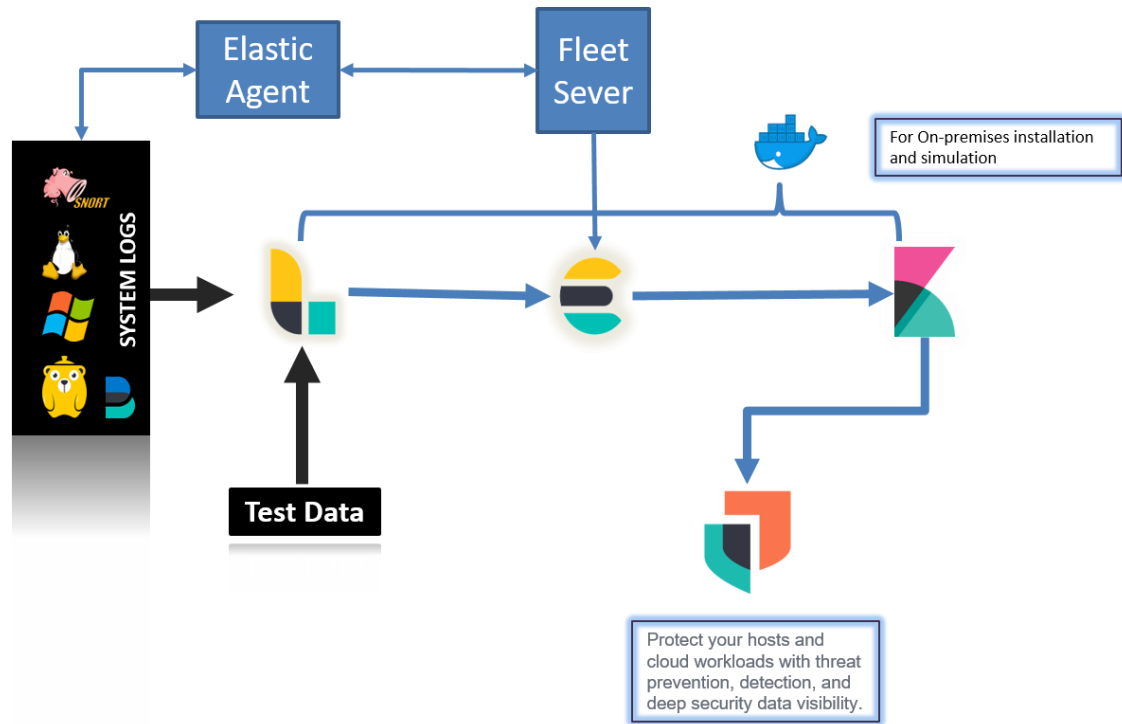 Elastic
Agent
Fleet
Sever
For On-premises installation
and simulation
SNORT
SYSTEM LOGS
Test Data
Protect your hosts and
cloud workloads with threat
prevention, detection, and
deep security data visibility.